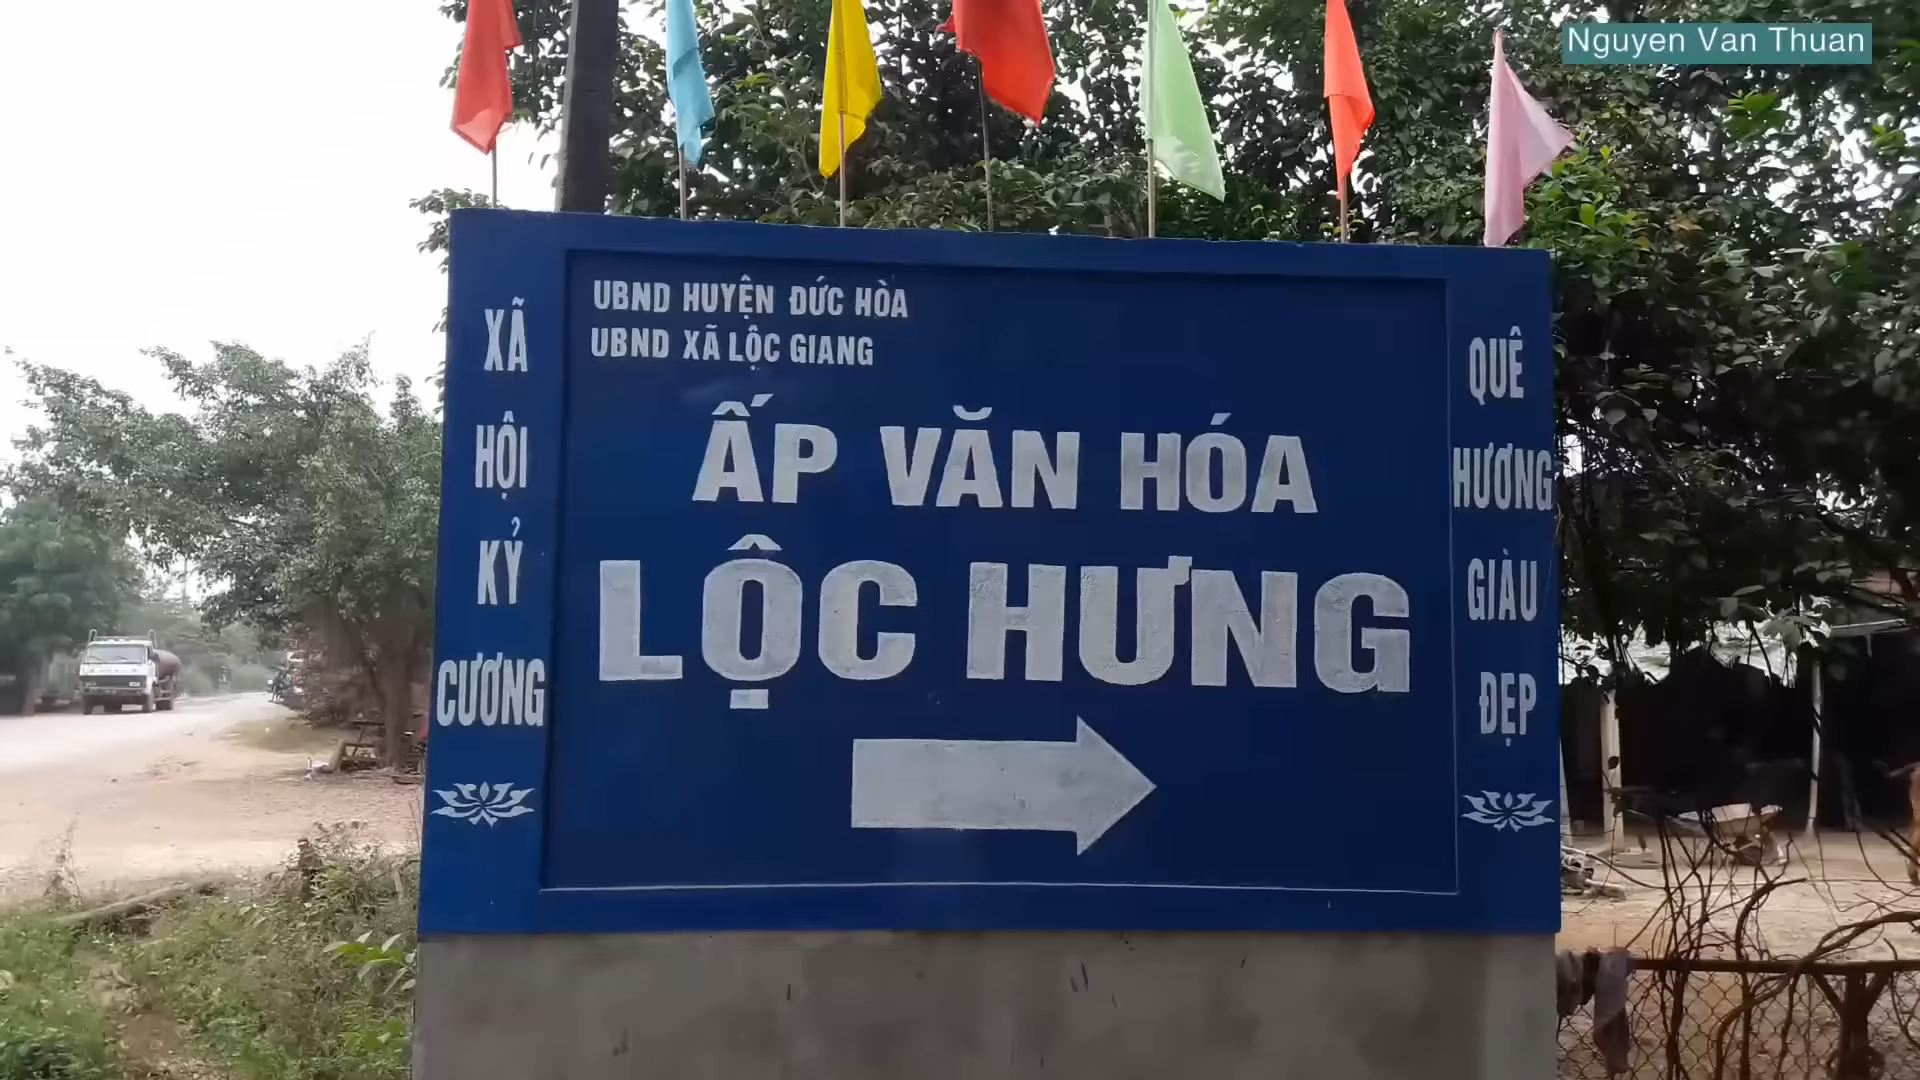 Nguyen Van Thuan
UBND HUYỆN ĐỨC HÒA
UBND XÃ LỘC GIANG
ẤP VĂN HÓA
LỘC HƯNG
XÃ
HỘI
KỶ
CƯƠNG
QUÊ
HƯƠNG
GIÀU
ĐẸP